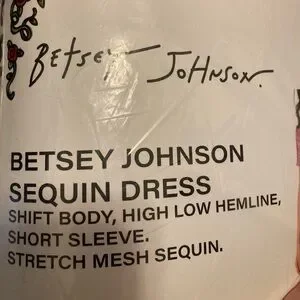 BETSEY JOHNSON.
BETSEY JOHNSON
SEQUIN DRESS
SHIFT BODY, HIGH LOW HEMLINE,
SHORT SLEEVE.
STRETCH MESH SEQUIN.